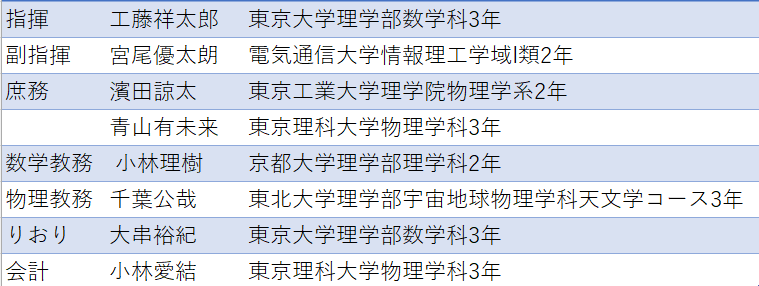 指揮 工藤祥太郎 東京大学理学部数学科3年
副指揮 宮尾優太朗 電気通信大学情報理工学域Ⅰ類2年
庶務 濱田諒太 東京工業大学理学院物理学系2年
青山有未来 東京理科大学物理学科3年
数学教務 小林理樹 京都大学理学部理学科2年
物理教務 千葉公哉 東北大学理学部宇宙地球物理学科天文学コース3年
りおり 大串裕紀 東京大学理学部数学科3年
会計 小林愛結 東京理科大学物理学科3年